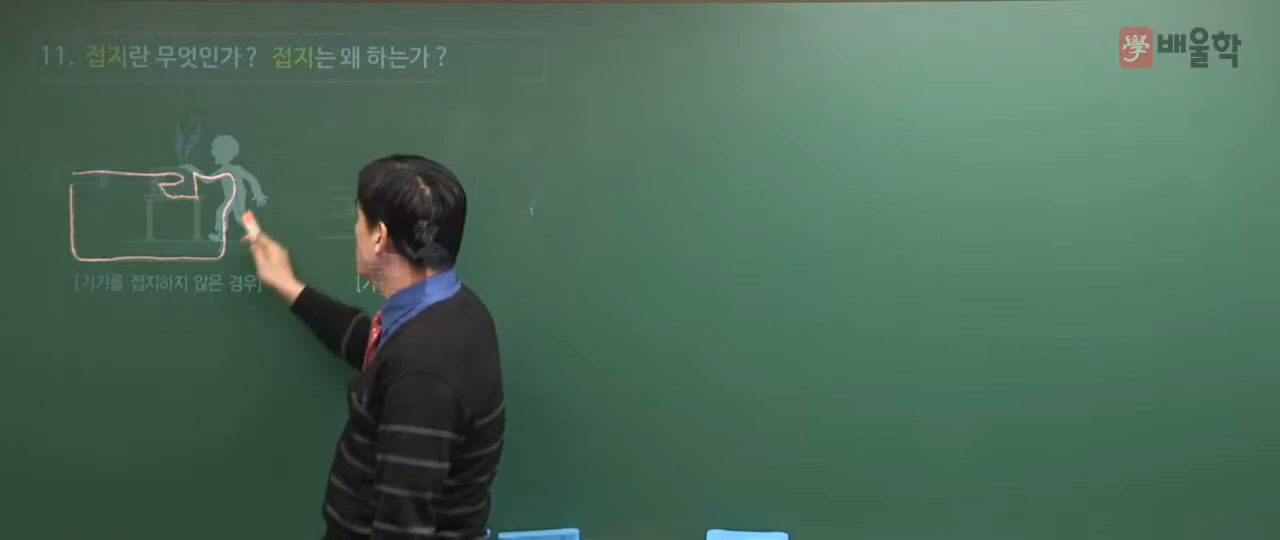 11. 접지란 무엇인가? 접지는 왜 하는가?
學 배울학
[기기를 접지하지 않은 경우]